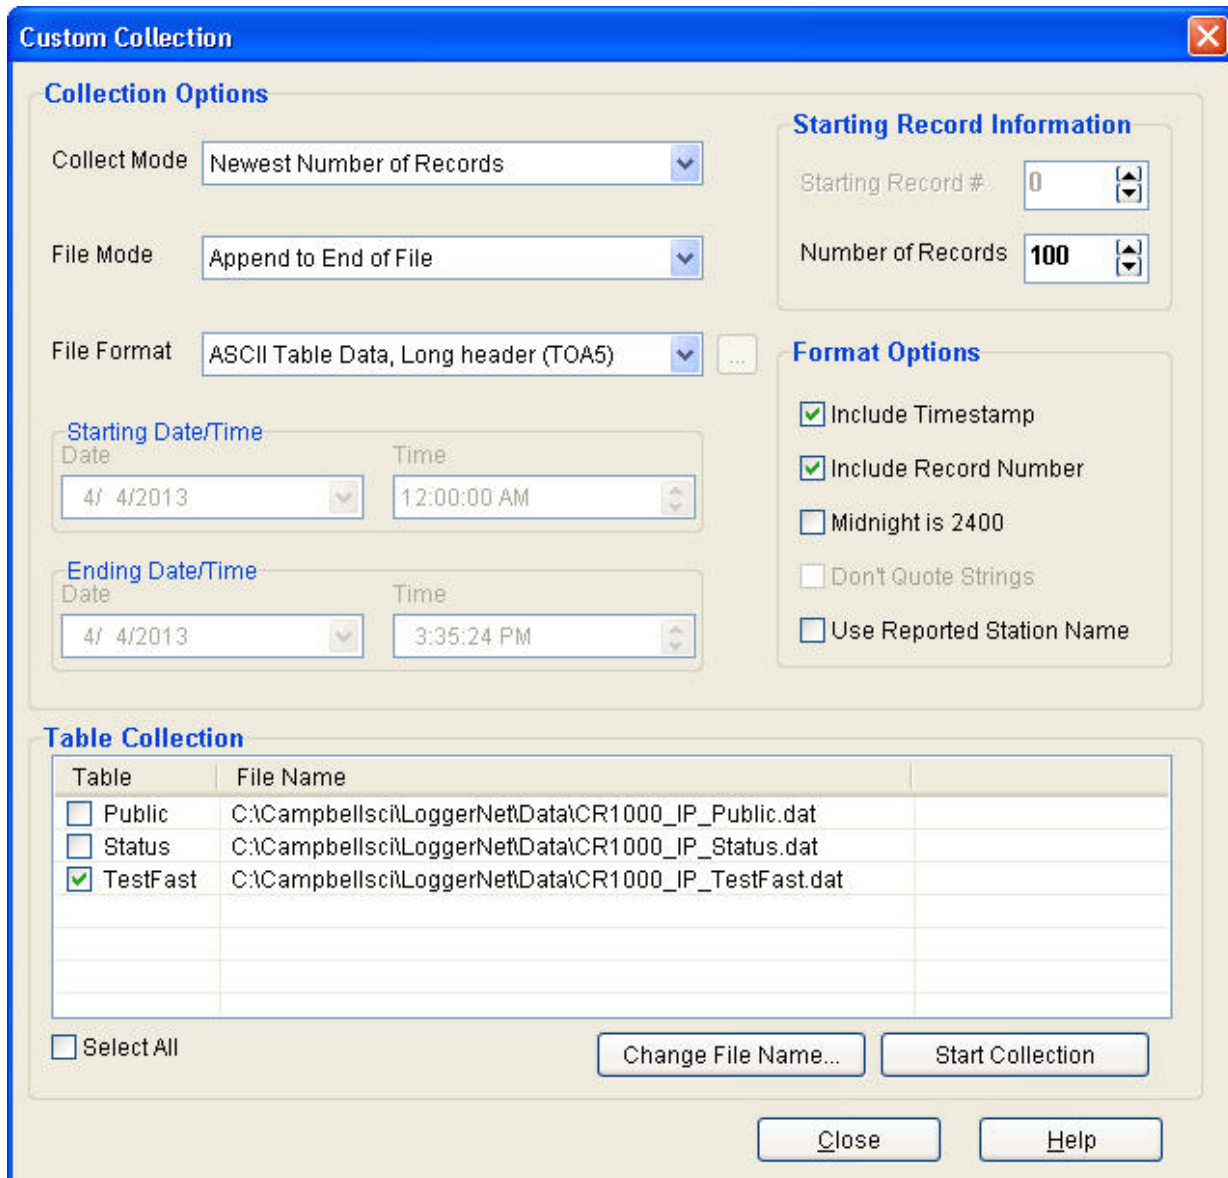 Custom Collection
Collection Options
Collect Mode
Newest Number of Records
File Mode
Append to End of File
File Format
ASCII Table Data, Long header (TOA5)
...
Starting Date/Time
Date
Time
4/ 4/2013
12:00:00 AM
Ending Date/Time
Date
Time
4/ 4/2013
3:35:24 PM
Starting Record Information
Starting Record #
0
Number of Records
100
Format Options
Include Timestamp
Include Record Number
Midnight is 2400
Don't Quote Strings
Use Reported Station Name
Table Collection
Table File Name
Public C:\Campbellsci\LoggerNet\Data\CR1000_IP_Public.dat
Status C:\Campbellsci\LoggerNet\Data\CR1000_IP_Status.dat
TestFast C:\Campbellsci\LoggerNet\Data\CR1000_IP_TestFast.dat
Select All
Change File Name...
Start Collection
Close
Help